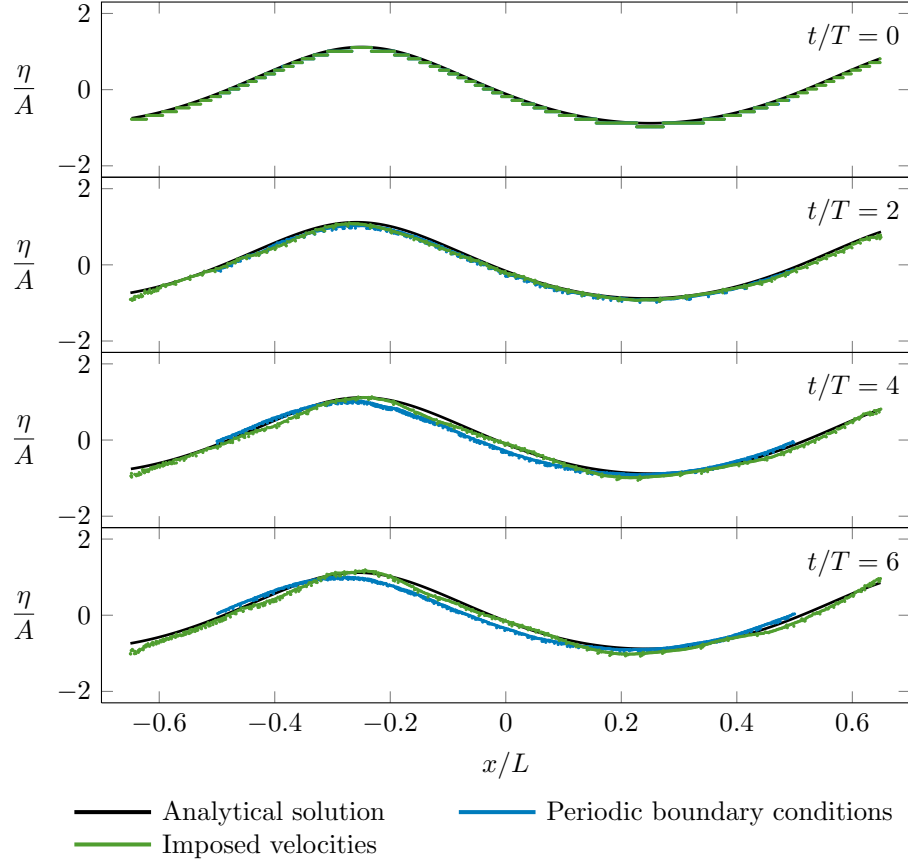 2
t/T = 0
η
A
0
−2
2
t/T = 2
η
A
0
−2
2
t/T = 4
η
A
0
−2
2
t/T = 6
η
A
0
−2
−0.6 −0.4 −0.2 0 0.2 0.4 0.6
x/L
Analytical solution Periodic boundary conditions
Imposed velocities